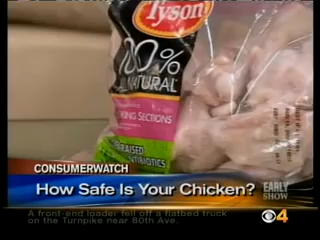 Tyson
100%
NATURAL
KING SECTIONS
RAISED
TIBIOTICS
CONSUMERWATCH
How Safe Is Your Chicken?
EARLY
SHOW
4
A front-end loader fell off a flatbed truck
on the Turnpike near 80th Ave.